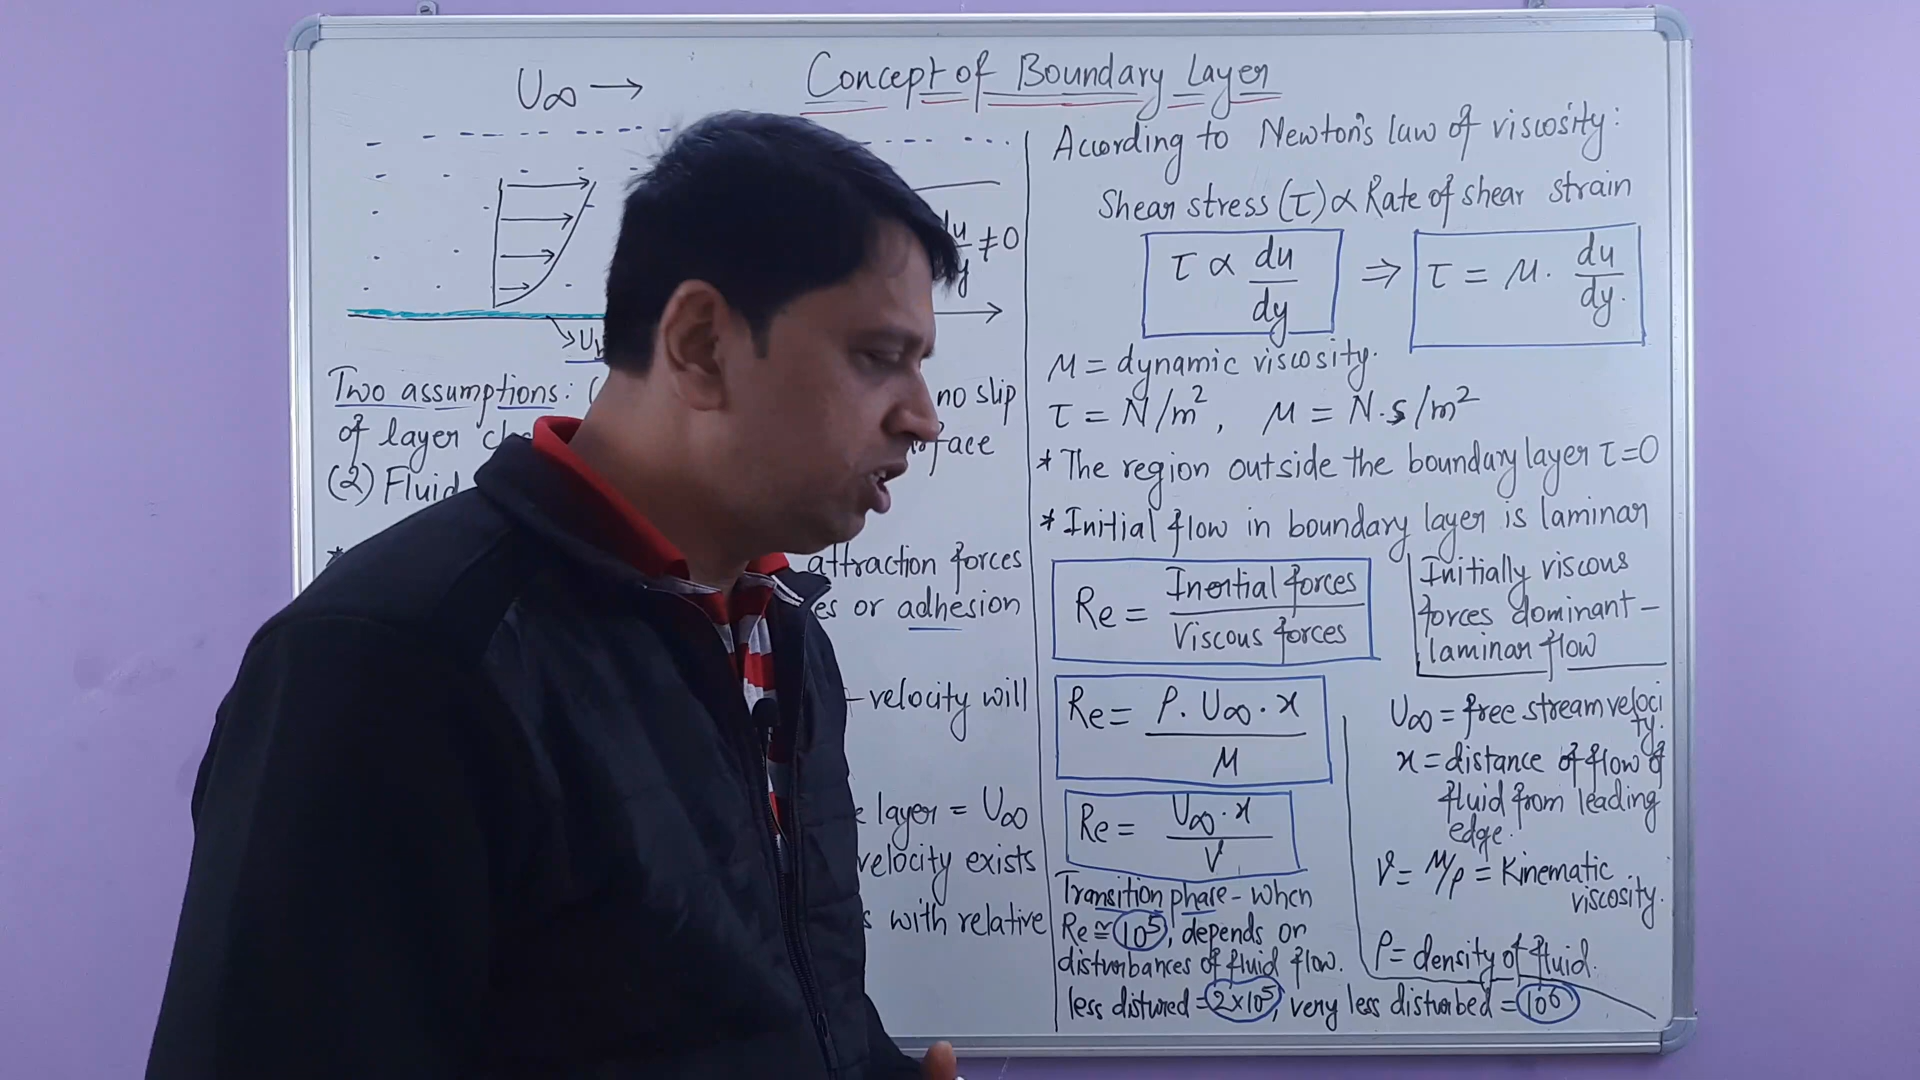 U∞ →
Concept of Boundary Layer
du/dy ≠ 0
Two assumptions: (
no slip
of layer
(2) Fluid
attraction forces
es or adhesion
velocity will
layer = U∞
velocity exists
with relative
According to Newton's law of viscosity:
Shear stress (τ) ∝ Rate of shear strain
τ ∝ du/dy ⇒ τ = μ. du/dy.
μ = dynamic viscosity.
τ = N/m², μ = N.s/m²
* The region outside the boundary layer τ=0
* Initial flow in boundary layer is laminar
Re = Inertial forces / Viscous forces
Initially viscous
forces dominant –
laminar flow
Re = ρ. U∞ . x / μ
Re = U∞ . x / ν
U∞ = free stream veloci
ty.
x = distance of flow of
fluid from leading
edge.
ν = μ/ρ = Kinematic
viscosity.
ρ = density of fluid.
Transition phase – when
Re ≅ 10⁵, depends on
disturbances of fluid flow.
less distured = 2×10⁵, very less disturbed = 10⁶